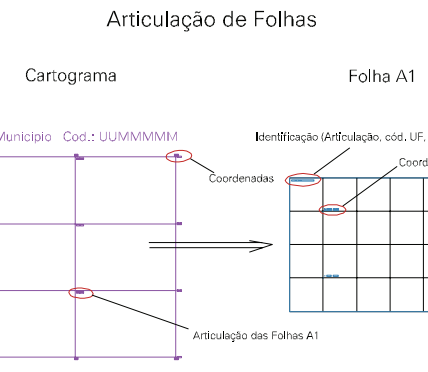 Articulação de Folhas
Cartograma
Folha A1
Municipio Cod.: UUMMMMM
Identificação (Articulação, cód. UF,
Coord
Coordenadas
Articulação das Folhas A1